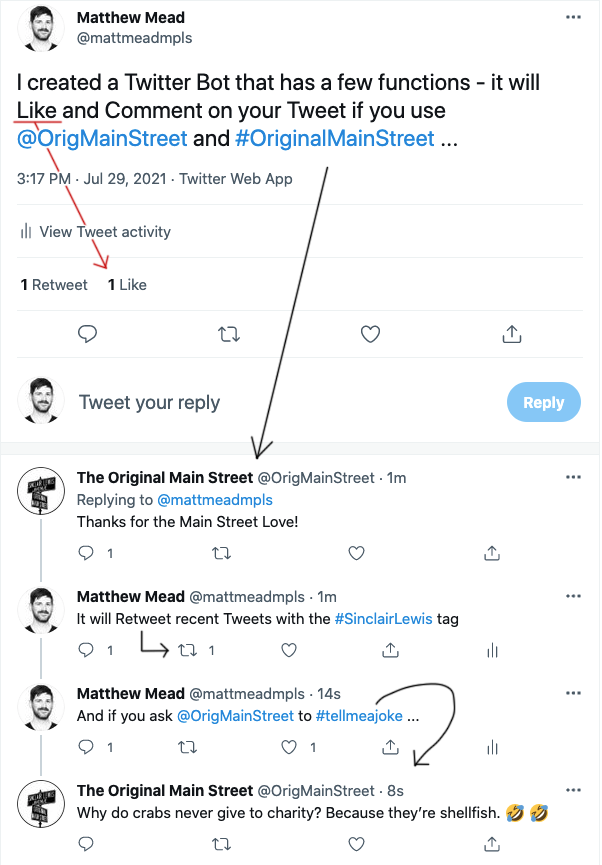 Matthew Mead
@mattmeadmpls
I created a Twitter Bot that has a few functions - it will
Like and Comment on your Tweet if you use
@OrigMainStreet and #OriginalMainStreet ...
3:17 PM · Jul 29, 2021 · Twitter Web App
View Tweet activity
1 Retweet 1 Like
Tweet your reply
Reply
The Original Main Street @OrigMainStreet · 1m
Replying to @mattmeadmpls
Thanks for the Main Street Love!
1
Matthew Mead @mattmeadmpls · 1m
It will Retweet recent Tweets with the #SinclairLewis tag
1 1
Matthew Mead @mattmeadmpls · 14s
And if you ask @OrigMainStreet to #tellmeajoke ...
1 1
The Original Main Street @OrigMainStreet · 8s
Why do crabs never give to charity? Because they're shellfish. 🤣 🤣